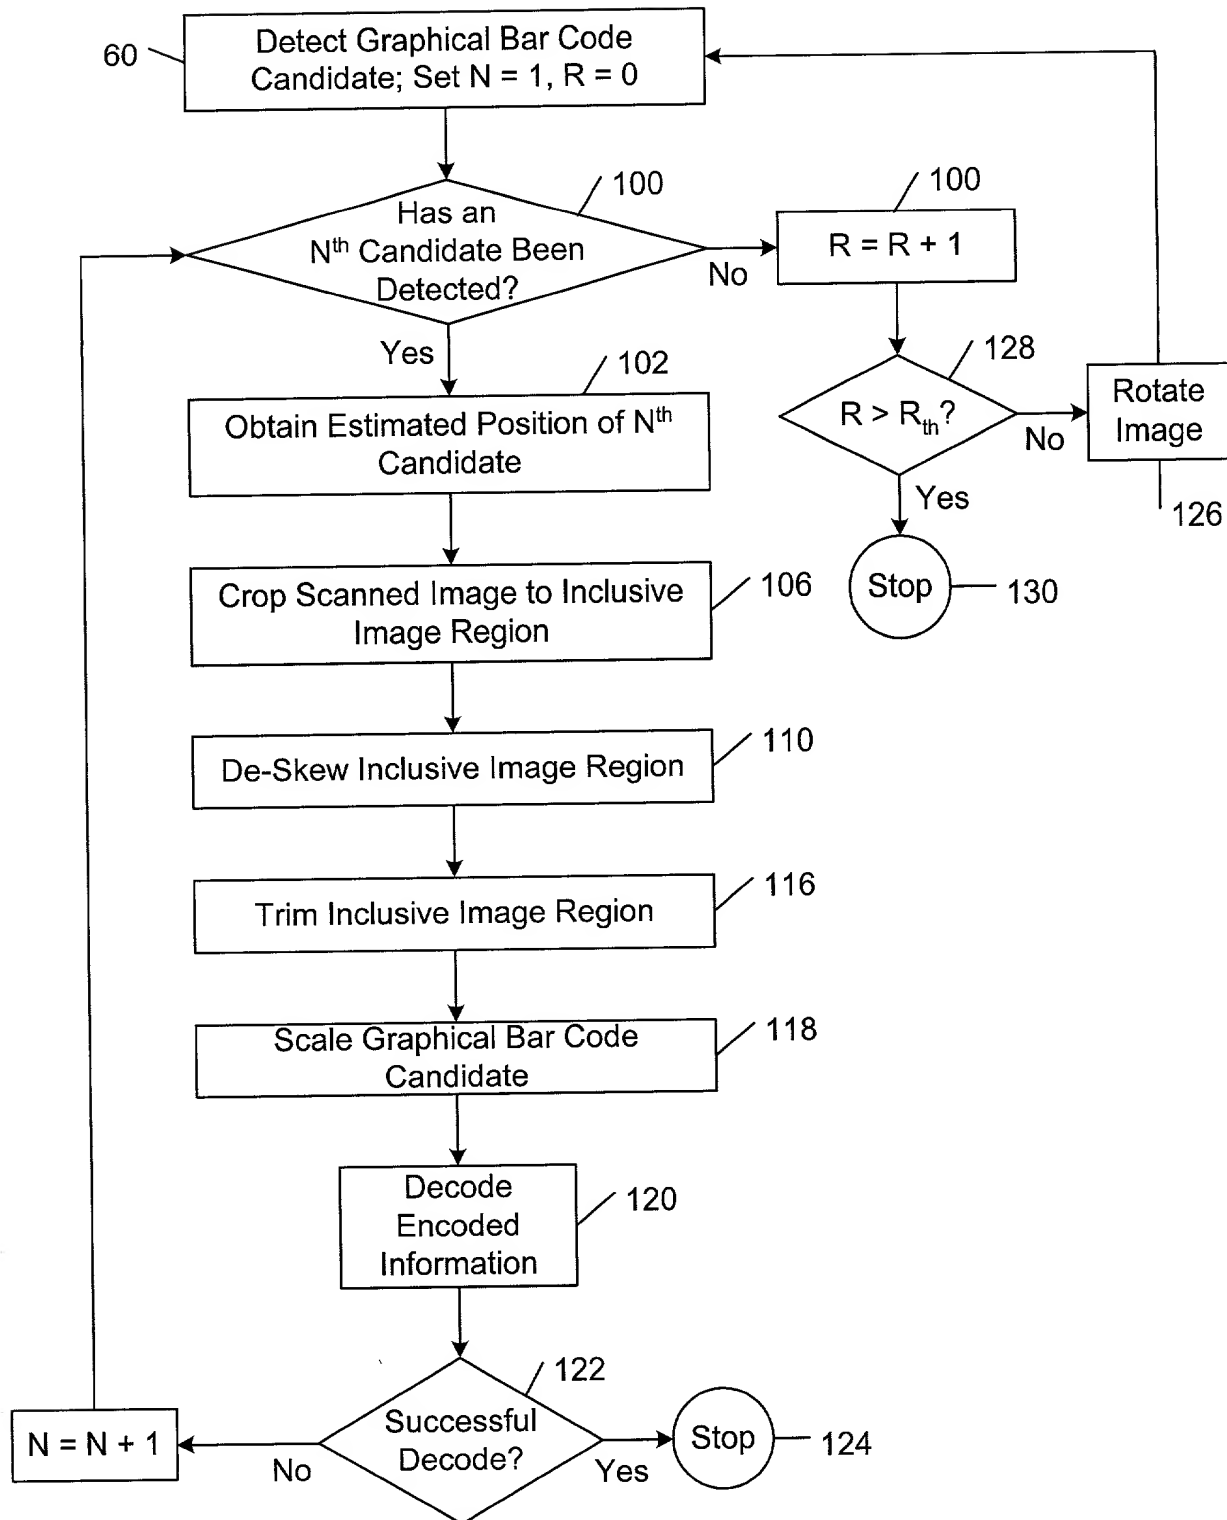 60
Detect Graphical Bar Code
Candidate; Set N = 1, R = 0
100
Has an
Nth Candidate Been
Detected?
No
100
R = R + 1
Yes
128
R > Rth?
No
Rotate
Image
126
Yes
Stop
130
102
Obtain Estimated Position of Nth
Candidate
Crop Scanned Image to Inclusive
Image Region
106
De-Skew Inclusive Image Region
110
Trim Inclusive Image Region
116
Scale Graphical Bar Code
Candidate
118
Decode
Encoded
Information
120
122
Successful
Decode?
No
N = N + 1
Yes
Stop
124